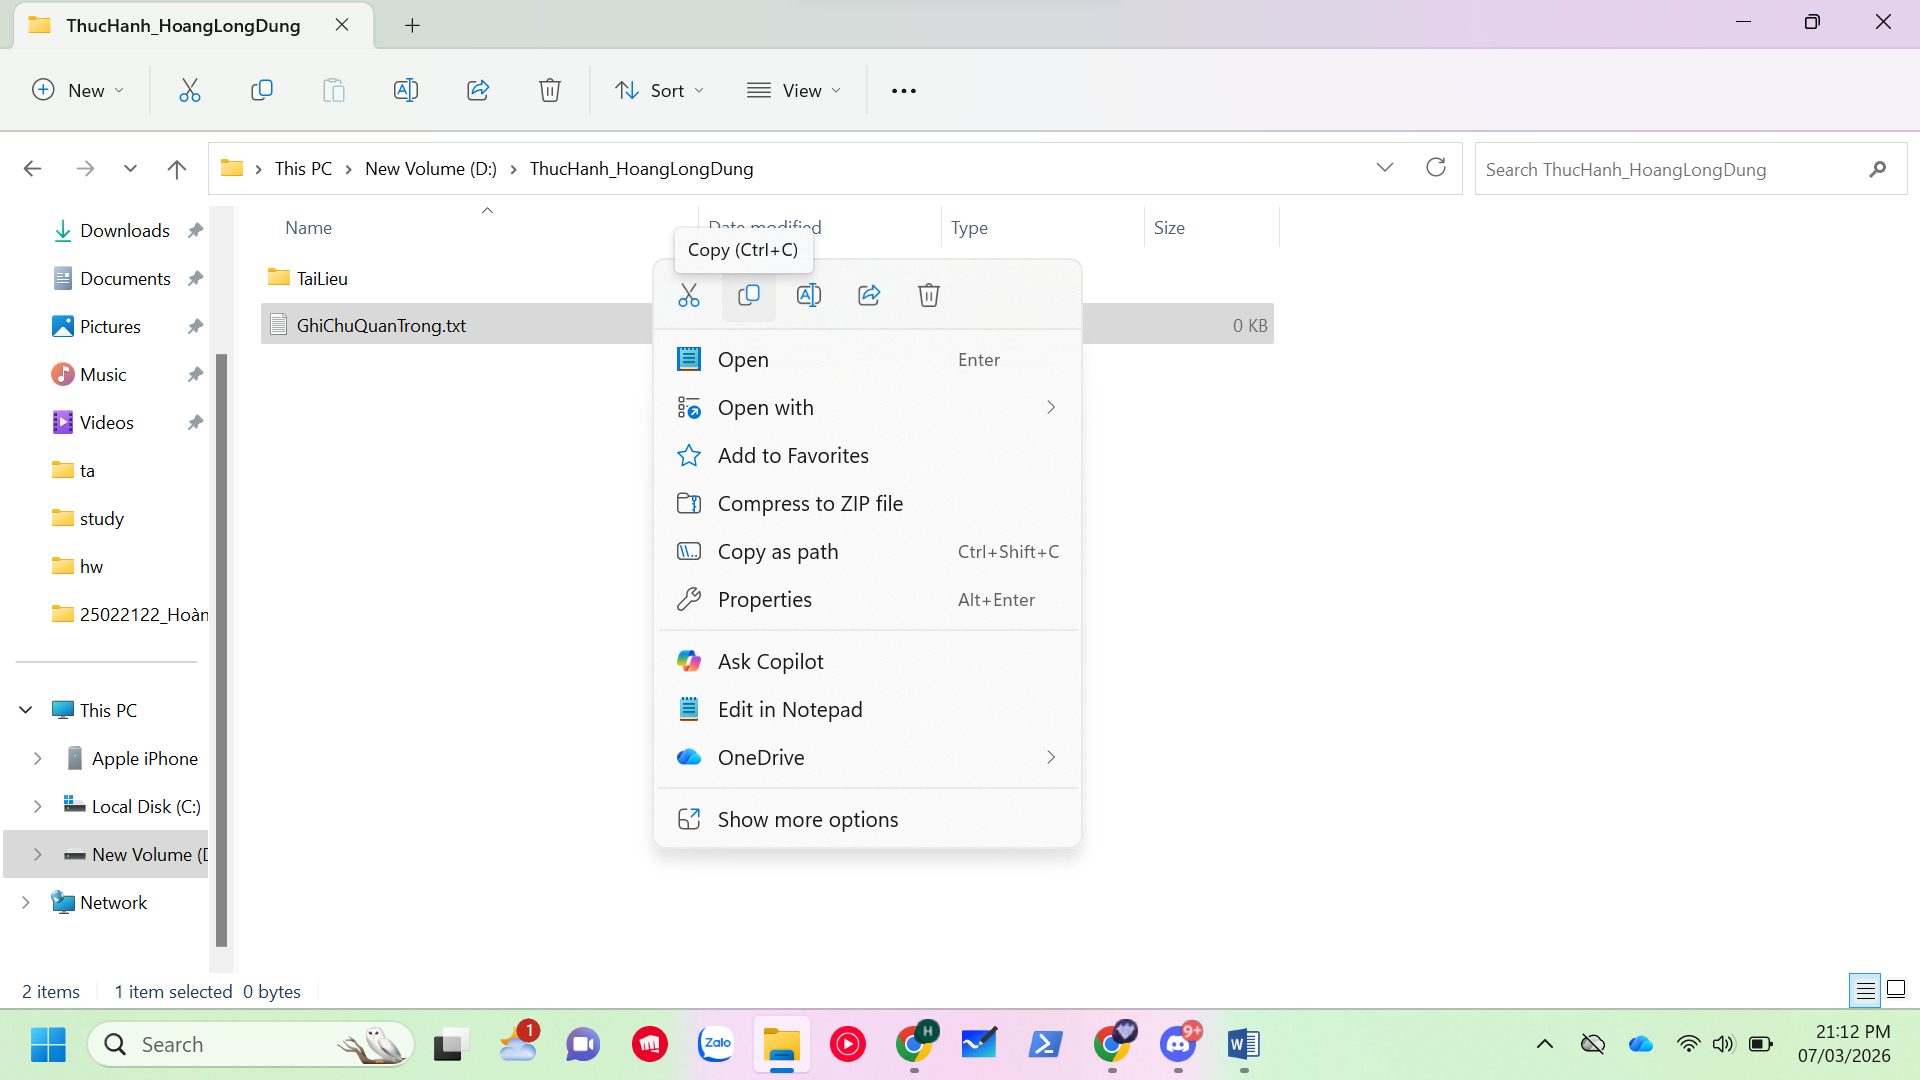 ThucHanh_HoangLongDung
New
Sort
View
This PC
New Volume (D:)
ThucHanh_HoangLongDung
Search ThucHanh_HoangLongDung
Name
Date modified
Type
Size
Copy (Ctrl+C)
TaiLieu
GhiChuQuanTrong.txt
0 KB
Open
Enter
Open with
Add to Favorites
Compress to ZIP file
Copy as path
Ctrl+Shift+C
Properties
Alt+Enter
Ask Copilot
Edit in Notepad
OneDrive
Show more options
Downloads
Documents
Pictures
Music
Videos
ta
study
hw
25022122_Hoàn
This PC
Apple iPhone
Local Disk (C:)
New Volume (D
Network
2 items
1 item selected 0 bytes
Search
1
Zalo
H
9+
W
21:12 PM
07/03/2026